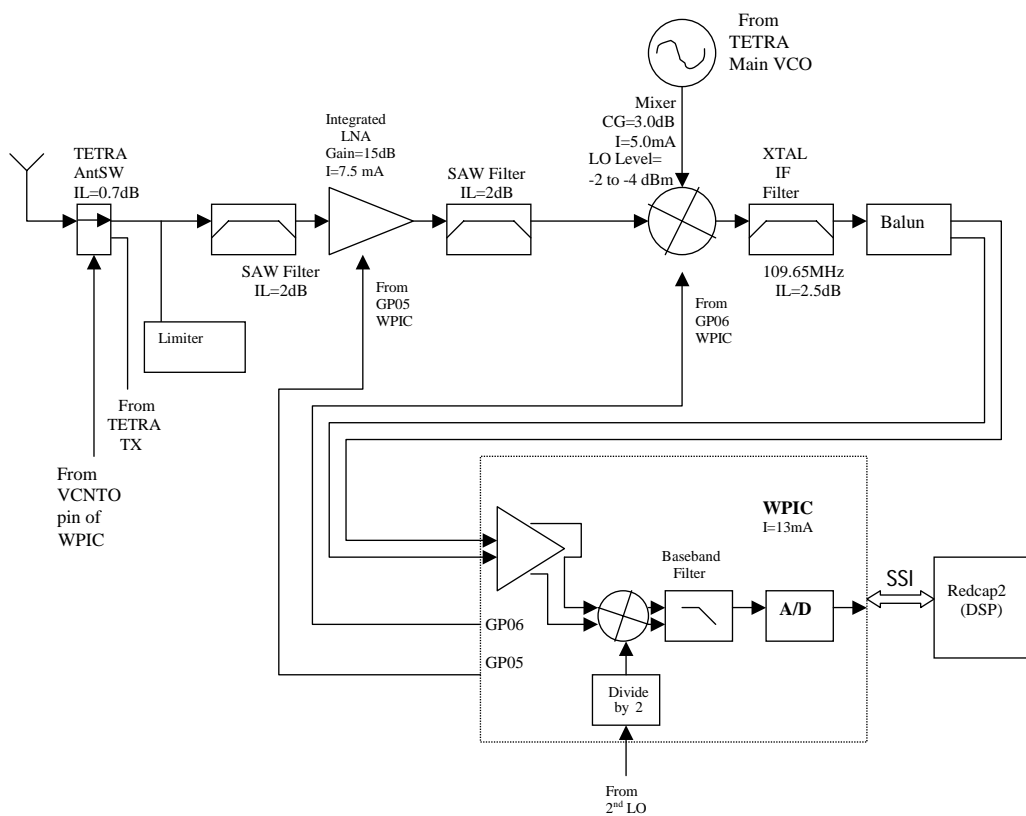 From
TETRA
Main VCO
Mixer
CG=3.0dB
I=5.0mA
LO Level=
-2 to -4 dBm
Integrated
LNA
Gain=15dB
I=7.5 mA
TETRA
AntSW
IL=0.7dB
SAW Filter
IL=2dB
XTAL
IF
Filter
Balun
SAW Filter
IL=2dB
109.65MHz
IL=2.5dB
From
GP05
WPIC
From
GP06
WPIC
Limiter
From
TETRA
TX
From
VCNTO
pin of
WPIC
WPIC
I=13mA
Baseband
Filter
A/D
SSI
Redcap2
(DSP)
GP06
GP05
Divide
by 2
From
2nd LO